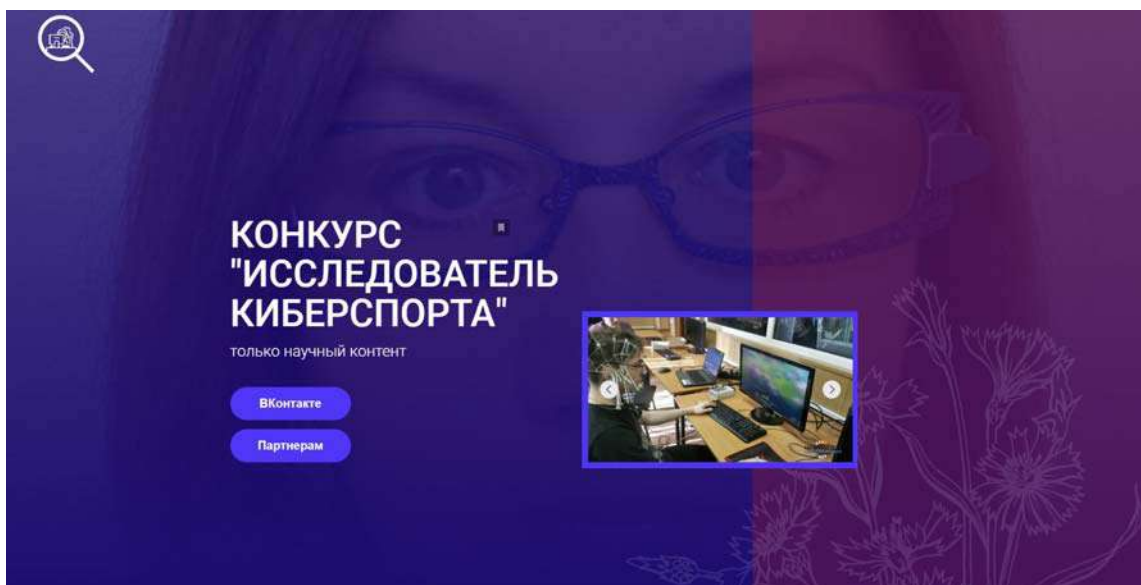 КОНКУРС
"ИССЛЕДОВАТЕЛЬ
КИБЕРСПОРТА"
только научный контент
ВКонтакте
Партнерам